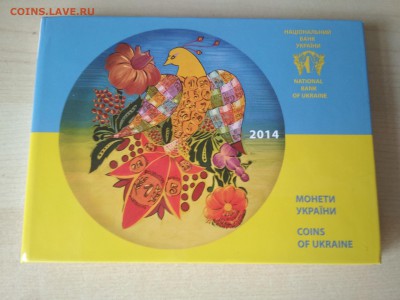 COINS.LAVE.RU
НАЦІОНАЛЬНИЙ
БАНК
УКРАЇНИ
NATIONAL
BANK
OF UKRAINE
2014
МОНЕТИ
УКРАЇНИ
COINS
OF UKRAINE